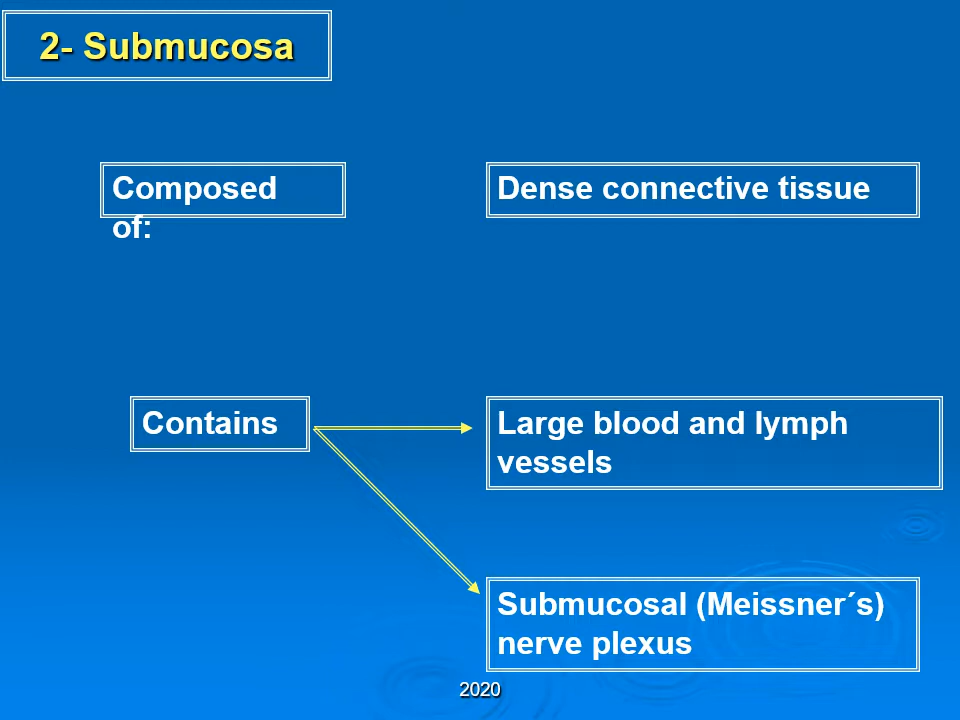 2- Submucosa
Composed
of:
Dense connective tissue
Contains
Large blood and lymph
vessels
Submucosal (Meissner´s)
nerve plexus
2020